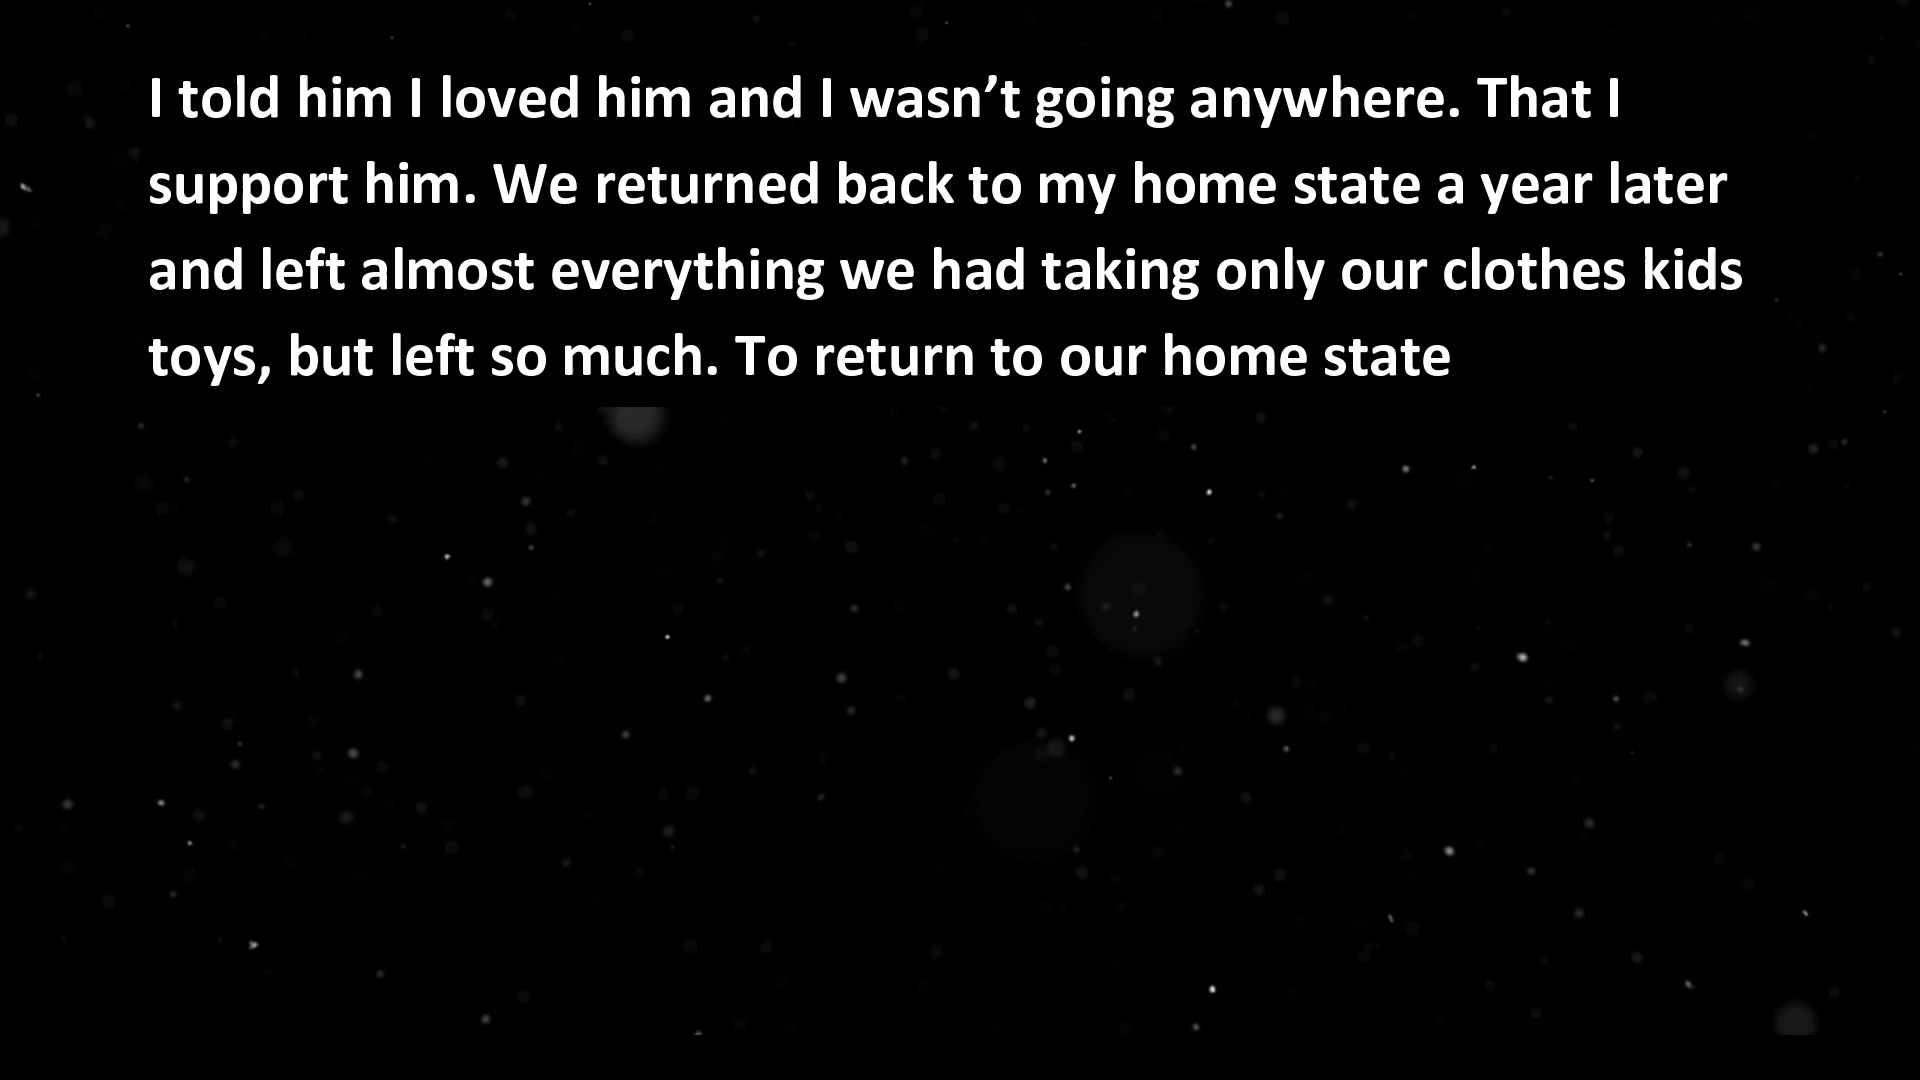 I told him I loved him and I wasn’t going anywhere. That I
support him. We returned back to my home state a year later
and left almost everything we had taking only our clothes kids
toys, but left so much. To return to our home state